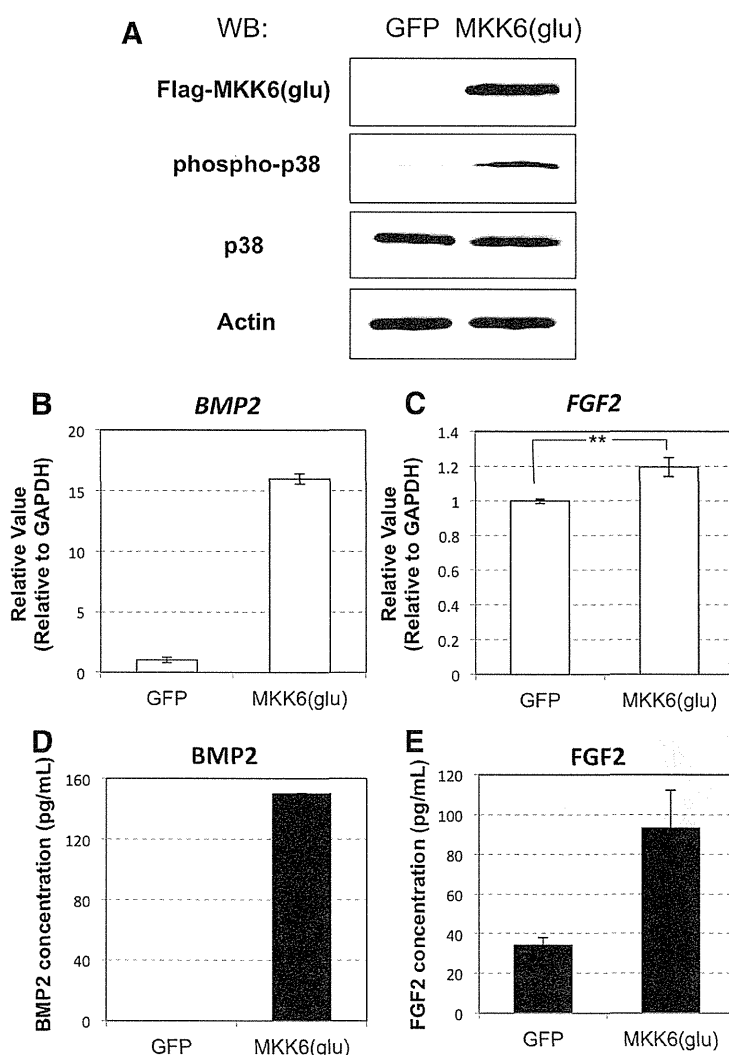 A WB: GFP MKK6(glu)
Flag-MKK6(glu)
phospho-p38
p38
Actin
B BMP2
Relative Value
(Relative to GAPDH)
20
15
10
5
0
GFP MKK6(glu)
C FGF2
Relative Value
(Relative to GAPDH)
1.4
1.2
1
0.8
0.6
0.4
0.2
0
**
GFP MKK6(glu)
D BMP2
BMP2 concentration (pg/mL)
160
120
80
40
0
GFP MKK6(glu)
E FGF2
FGF2 concentration (pg/mL)
120
100
80
60
40
20
0
GFP MKK6(glu)